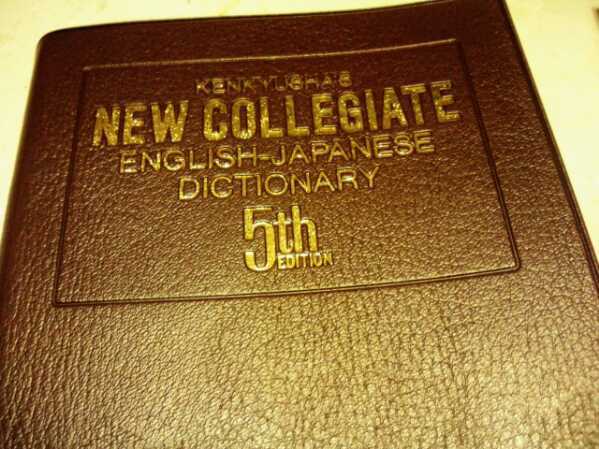 KENKYUSHA'S
NEW COLLEGIATE
ENGLISH-JAPANESE
DICTIONARY
5th
EDITION